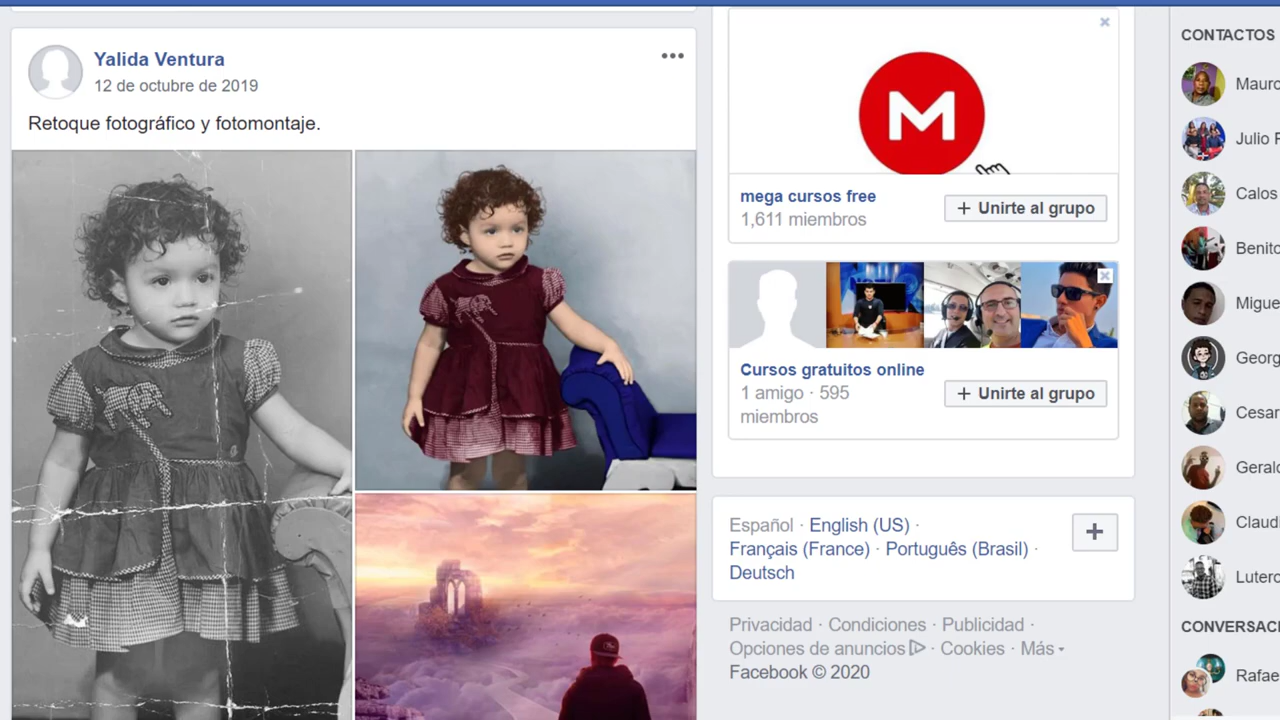 Yalida Ventura
12 de octubre de 2019
Retoque fotográfico y fotomontaje.
M
mega cursos free
1,611 miembros
+ Unirte al grupo
Cursos gratuitos online
1 amigo · 595
miembros
+ Unirte al grupo
Español · English (US) ·
Français (France) · Português (Brasil) ·
Deutsch
Privacidad · Condiciones · Publicidad ·
Opciones de anuncios · Cookies · Más
Facebook © 2020
CONTACTOS
Mauro
Julio F
Calos
Benito
Migue
Georg
Cesar
Gerald
Claud
Lutero
CONVERSACI
Rafae